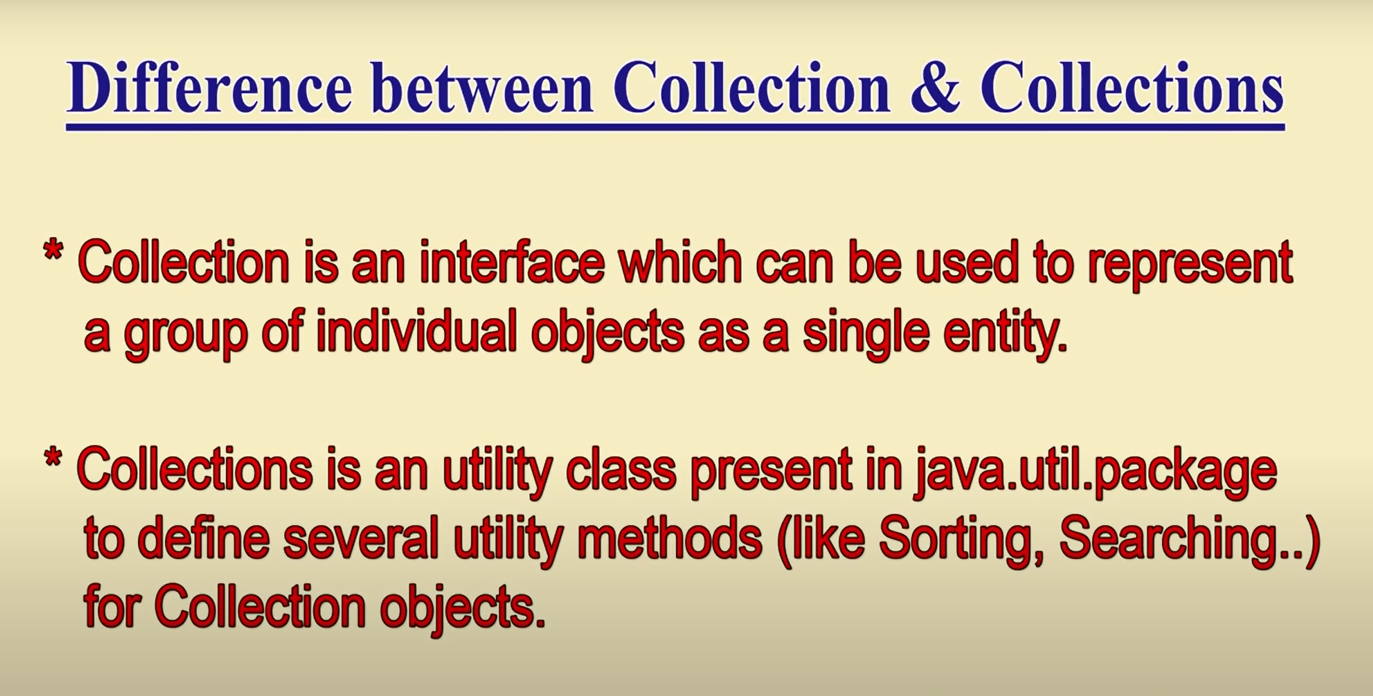 Difference between Collection & Collections
* Collection is an interface which can be used to represent
a group of individual objects as a single entity.
* Collections is an utility class present in java.util.package
to define several utility methods (like Sorting, Searching..)
for Collection objects.